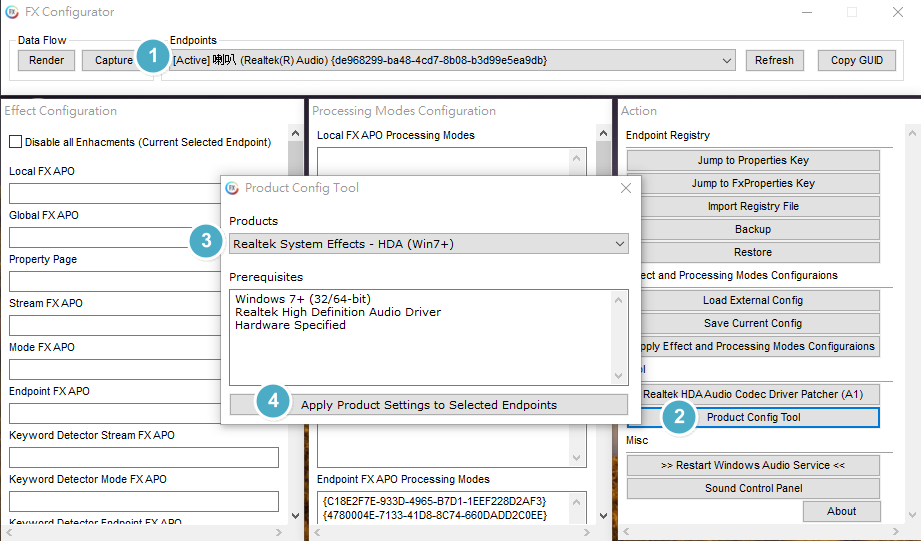 FX Configurator
Data Flow
Render
Capture
1
Endpoints
[Active] 喇叭 (Realtek(R) Audio) {de968299-ba48-4cd7-8b08-b3d99e5ea9db}
Refresh
Copy GUID
Effect Configuration
Disable all Enhacments (Current Selected Endpoint)
Local FX APO
Global FX APO
Property Page
Stream FX APO
Mode FX APO
Endpoint FX APO
Keyword Detector Stream FX APO
Keyword Detector Mode FX APO
Keyword Detector Endpoint FX APO
Processing Modes Configuration
Local FX APO Processing Modes
FX
Product Config Tool
Products
3
Realtek System Effects - HDA (Win7+)
Prerequisites
Windows 7+ (32/64-bit)
Realtek High Definition Audio Driver
Hardware Specified
4
Apply Product Settings to Selected Endpoints
Endpoint FX APO Processing Modes
{C18E2F7E-933D-4965-B7D1-1EEF228D2AF3}
{4780004E-7133-41D8-8C74-660DADD2C0EE}
Action
Endpoint Registry
Jump to Properties Key
Jump to FxProperties Key
Import Registry File
Backup
Restore
ect and Processing Modes Configuraions
Load External Config
Save Current Config
pply Effect and Processing Modes Configuraions
ol
Realtek HDA Audio Codec Driver Patcher (A1)
2
Product Config Tool
Misc
>> Restart Windows Audio Service <<
Sound Control Panel
About